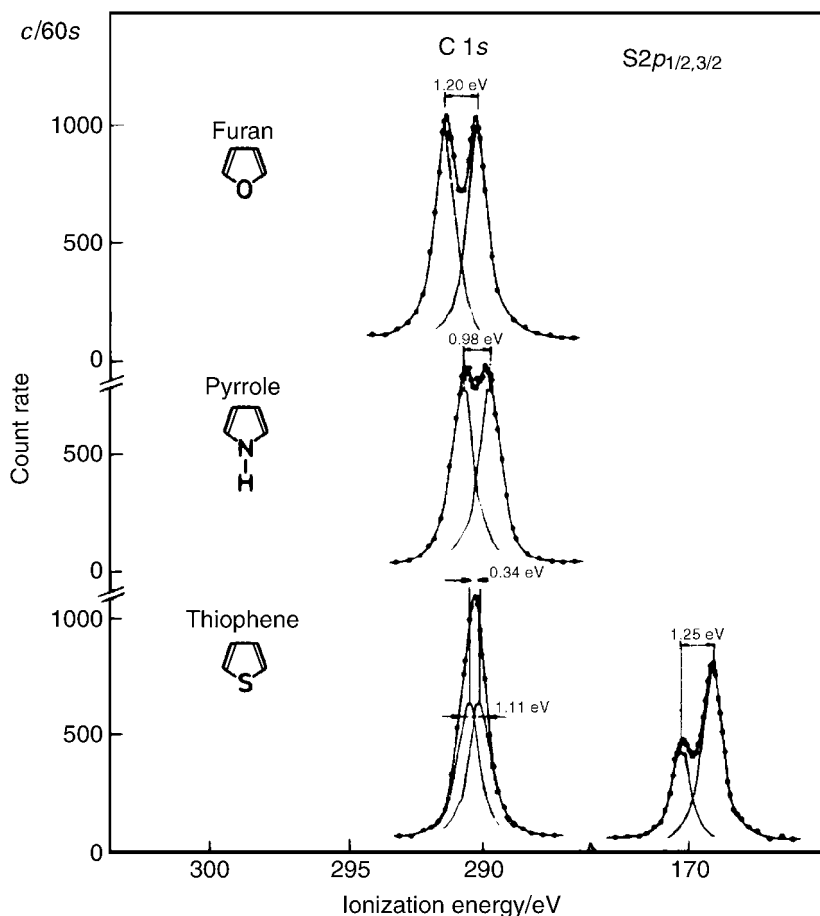 c/60s
C 1s
S2p1/2,3/2
1.20 eV
1000
Furan
O
500
0
0.98 eV
Pyrrole
Count rate
500
N
H
0
0.34 eV
1000
Thiophene
S
1.25 eV
1.11 eV
500
0
300
295
290
170
Ionization energy/eV